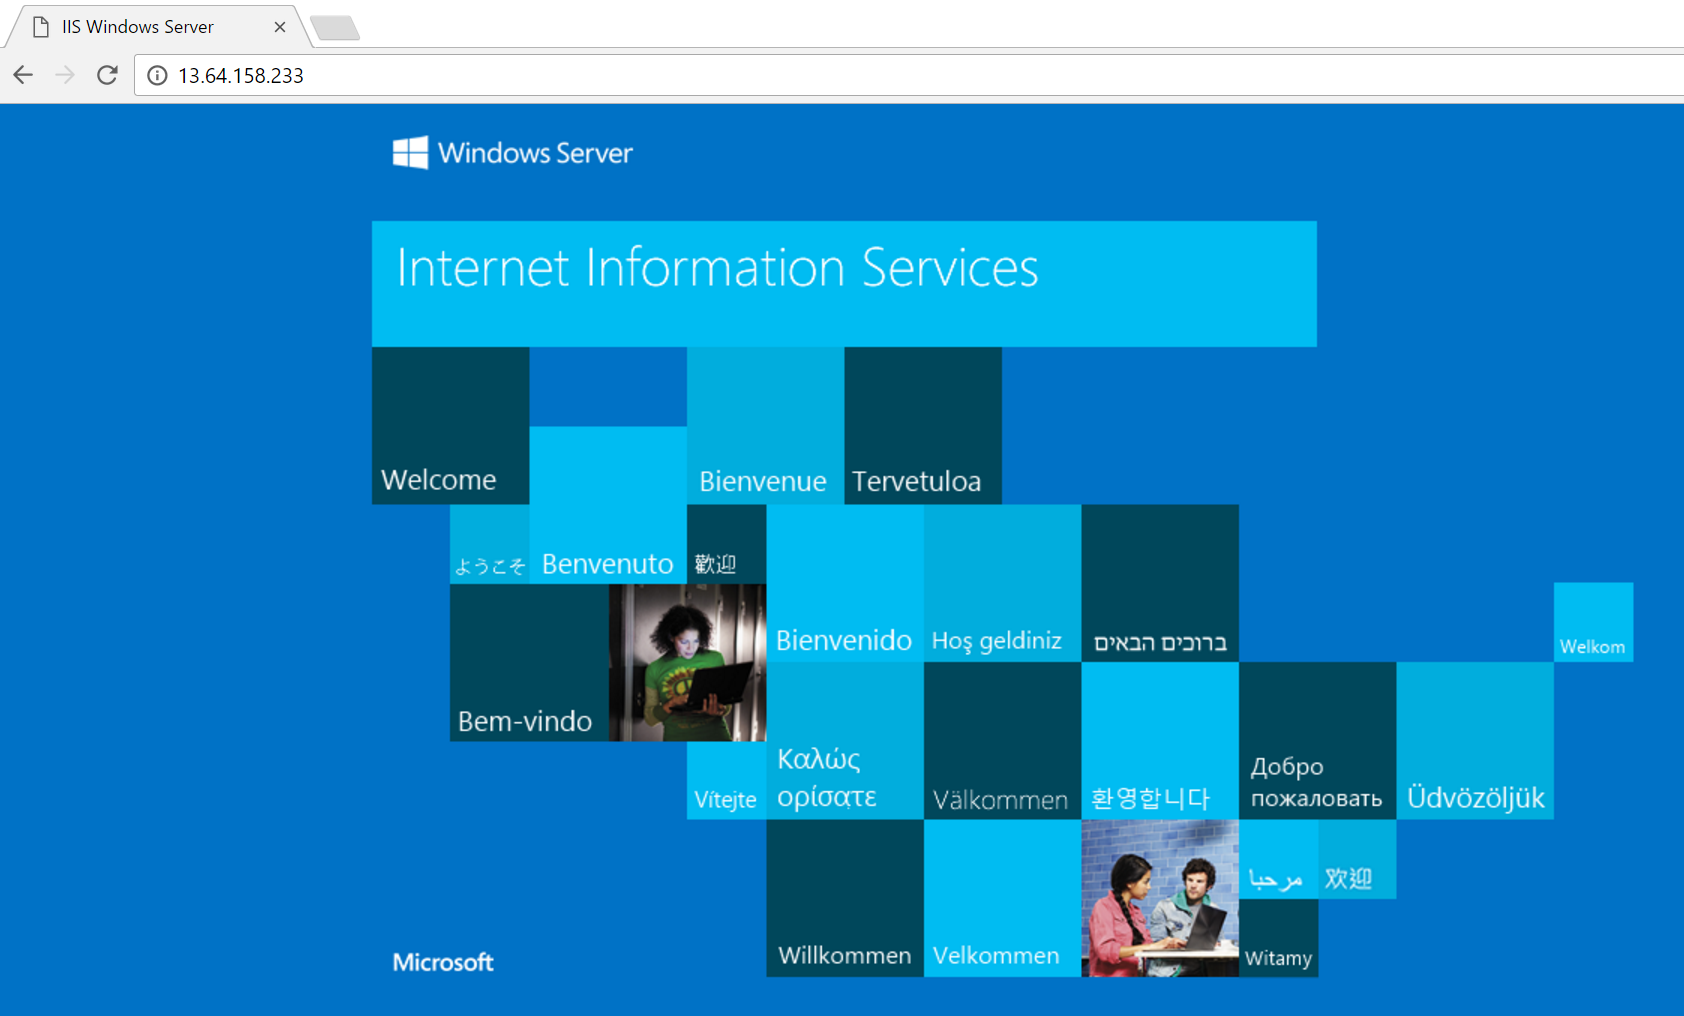 IIS Windows Server
13.64.158.233
Windows Server
Internet Information Services
Welcome
Bienvenue
Tervetuloa
ようこそ
Benvenuto
歡迎
Bienvenido
Hoş geldiniz
ברוכים הבאים
Welkom
Bem-vindo
Vítejte
Καλώς
ορίσατε
Välkommen
환영합니다
Добро
пожаловать
Üdvözöljük
مرحبا
欢迎
Willkommen
Velkommen
Witamy
Microsoft